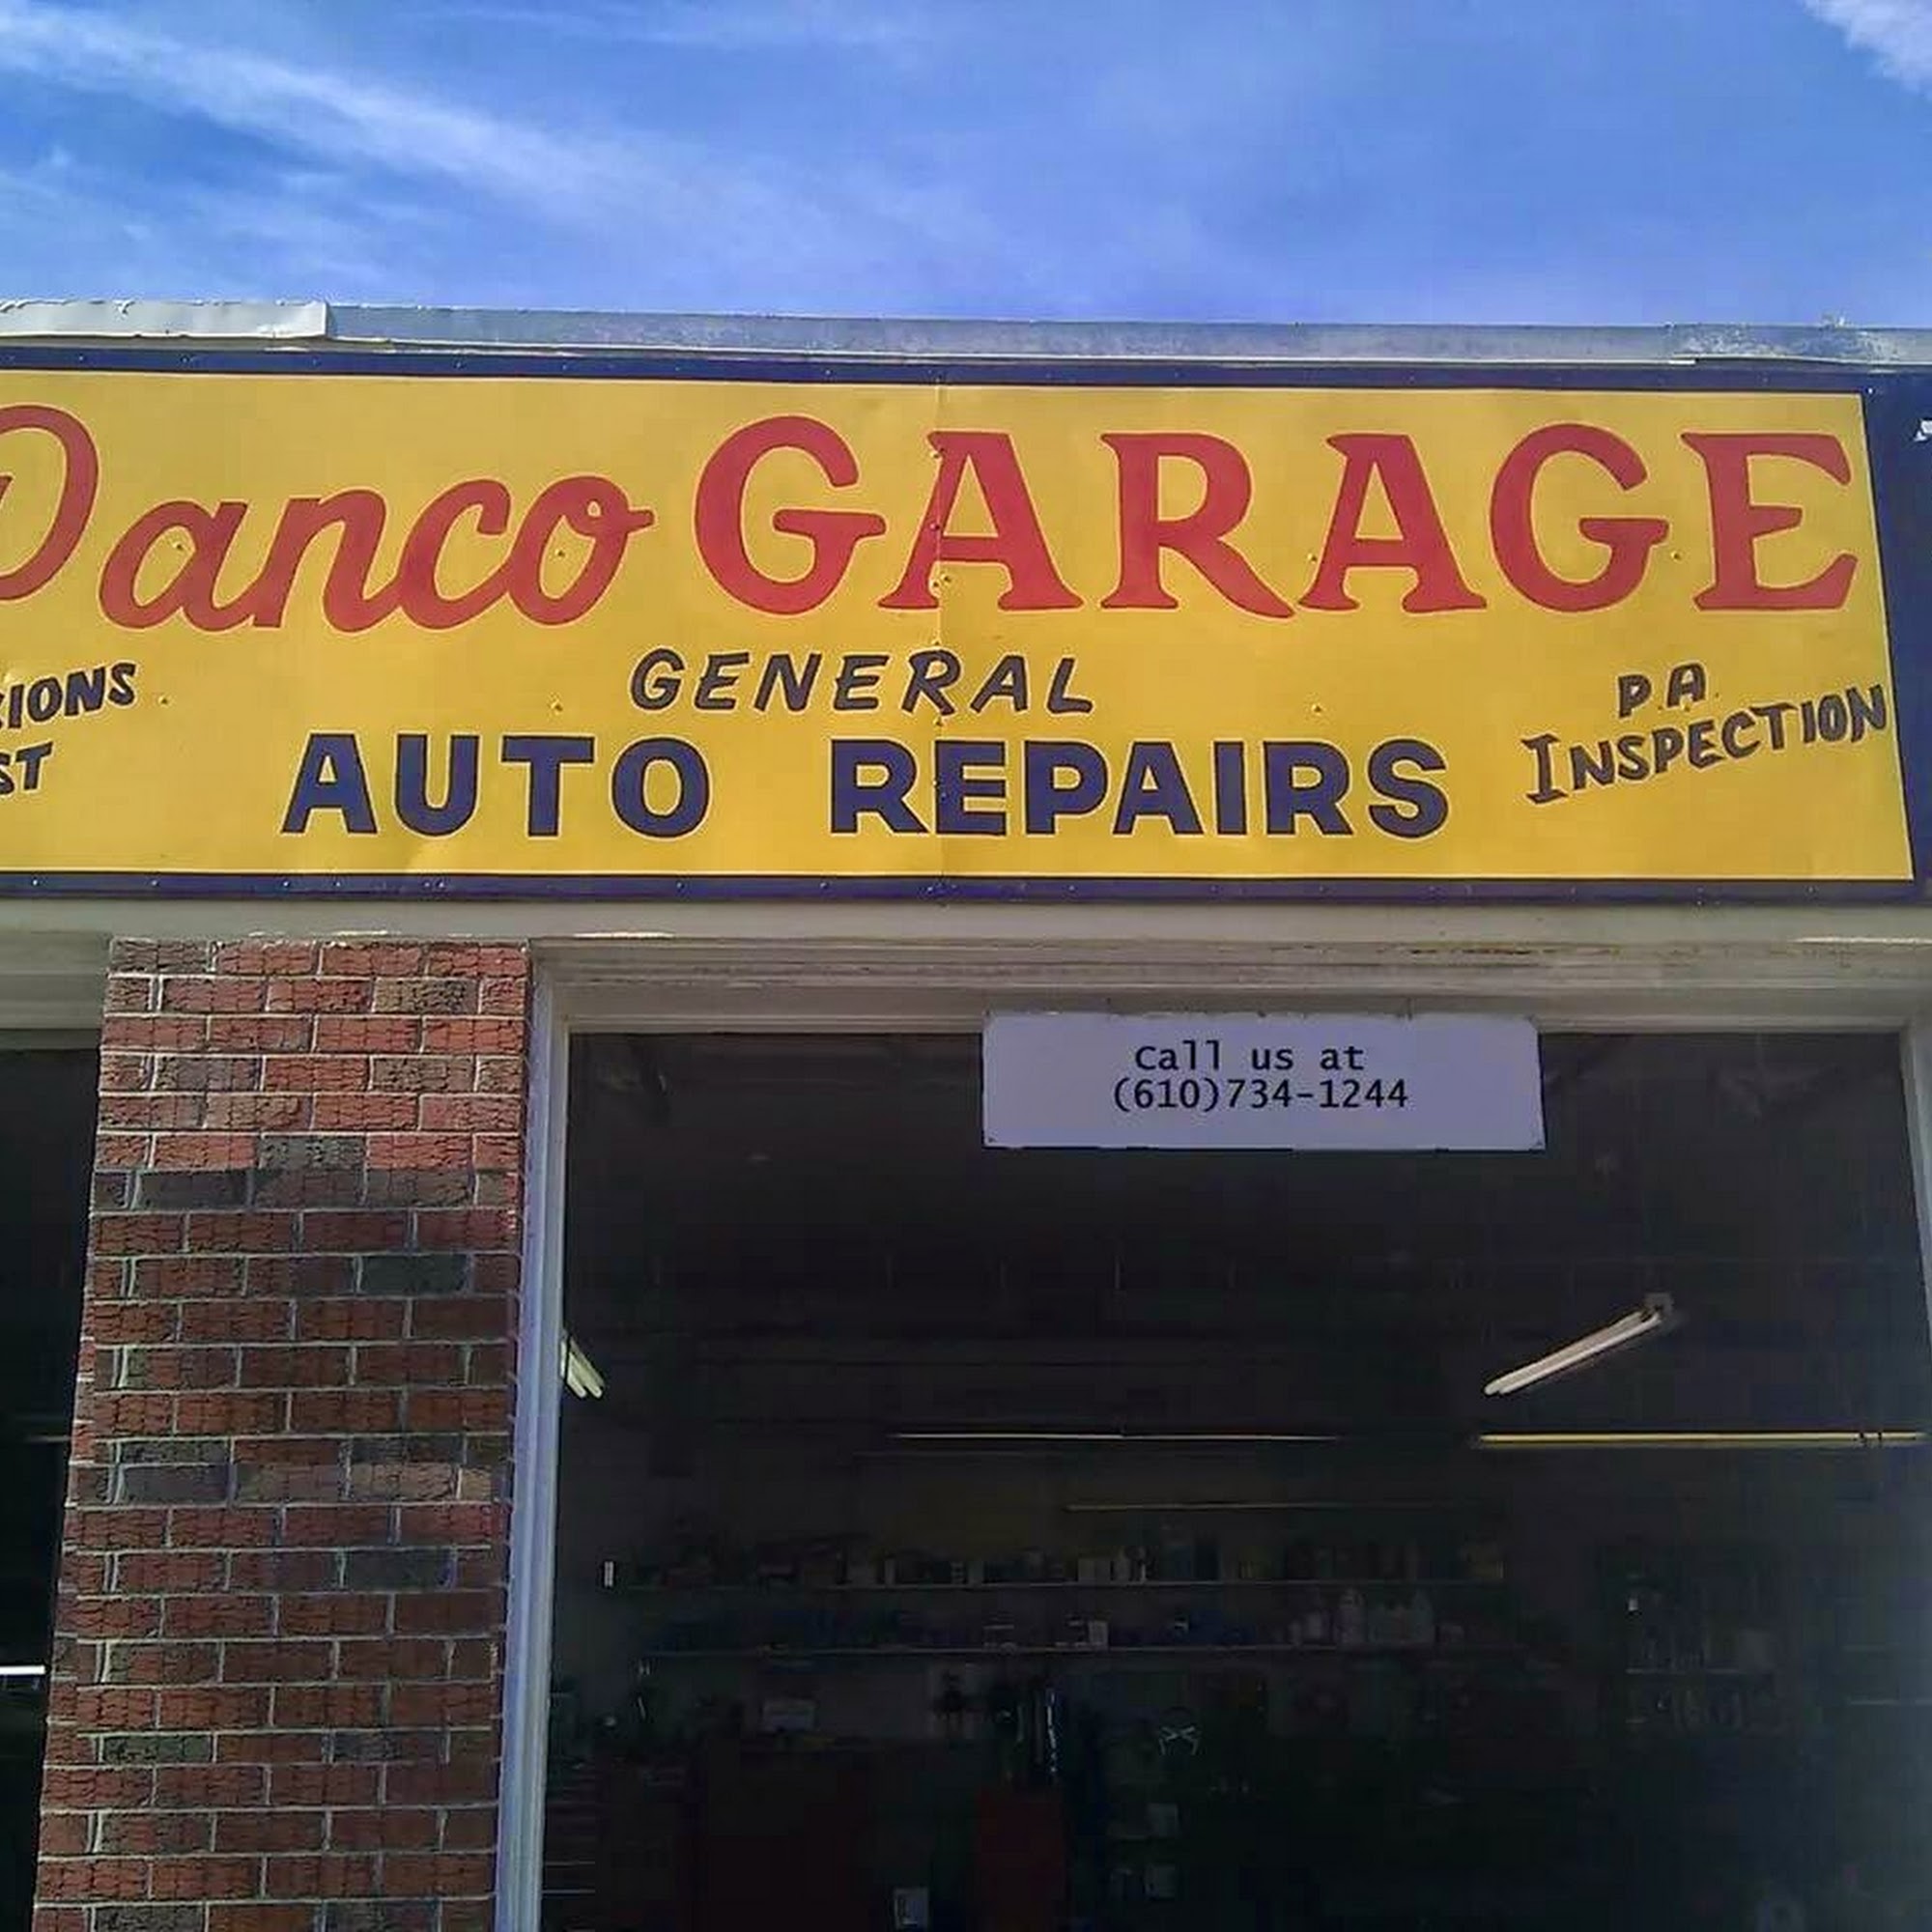 Danco GARAGE
GENERAL
AUTO REPAIRS
P.A.
INSPECTION
Call us at
(610)734-1244